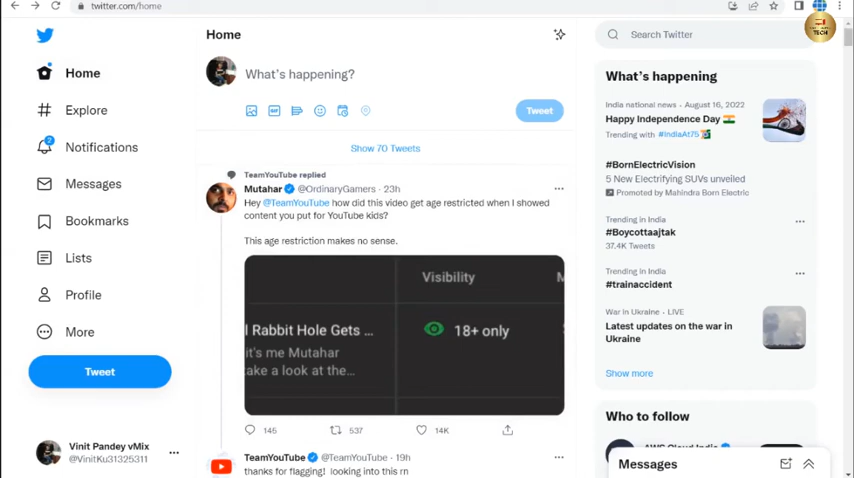 twitter.com/home
TECH
Home
Search Twitter
What's happening?
Tweet
Show 70 Tweets
Home
Explore
2
Notifications
Messages
Bookmarks
Lists
Profile
More
Tweet
Vinit Pandey vMix
@VinitKu31325311
TeamYouTube replied
Mutahar @OrdinaryGamers · 23h
Hey @TeamYouTube how did this video get age restricted when I showed
content you put for YouTube kids?
This age restriction makes no sense.
Visibility
l Rabbit Hole Gets ...
18+ only
it's me Mutahar
take a look at the...
145 537 14K
TeamYouTube @TeamYouTube · 19h
thanks for flagging! looking into this rn
What's happening
India national news · August 16, 2022
Happy Independence Day 🇮🇳
Trending with #IndiaAt75
#BornElectricVision
5 New Electrifying SUVs unveiled
Promoted by Mahindra Born Electric
Trending in India
#Boycottaajtak
37.4K Tweets
Trending in India
#trainaccident
War in Ukraine · LIVE
Latest updates on the war in
Ukraine
Show more
Who to follow
AWS Cloud India
Messages